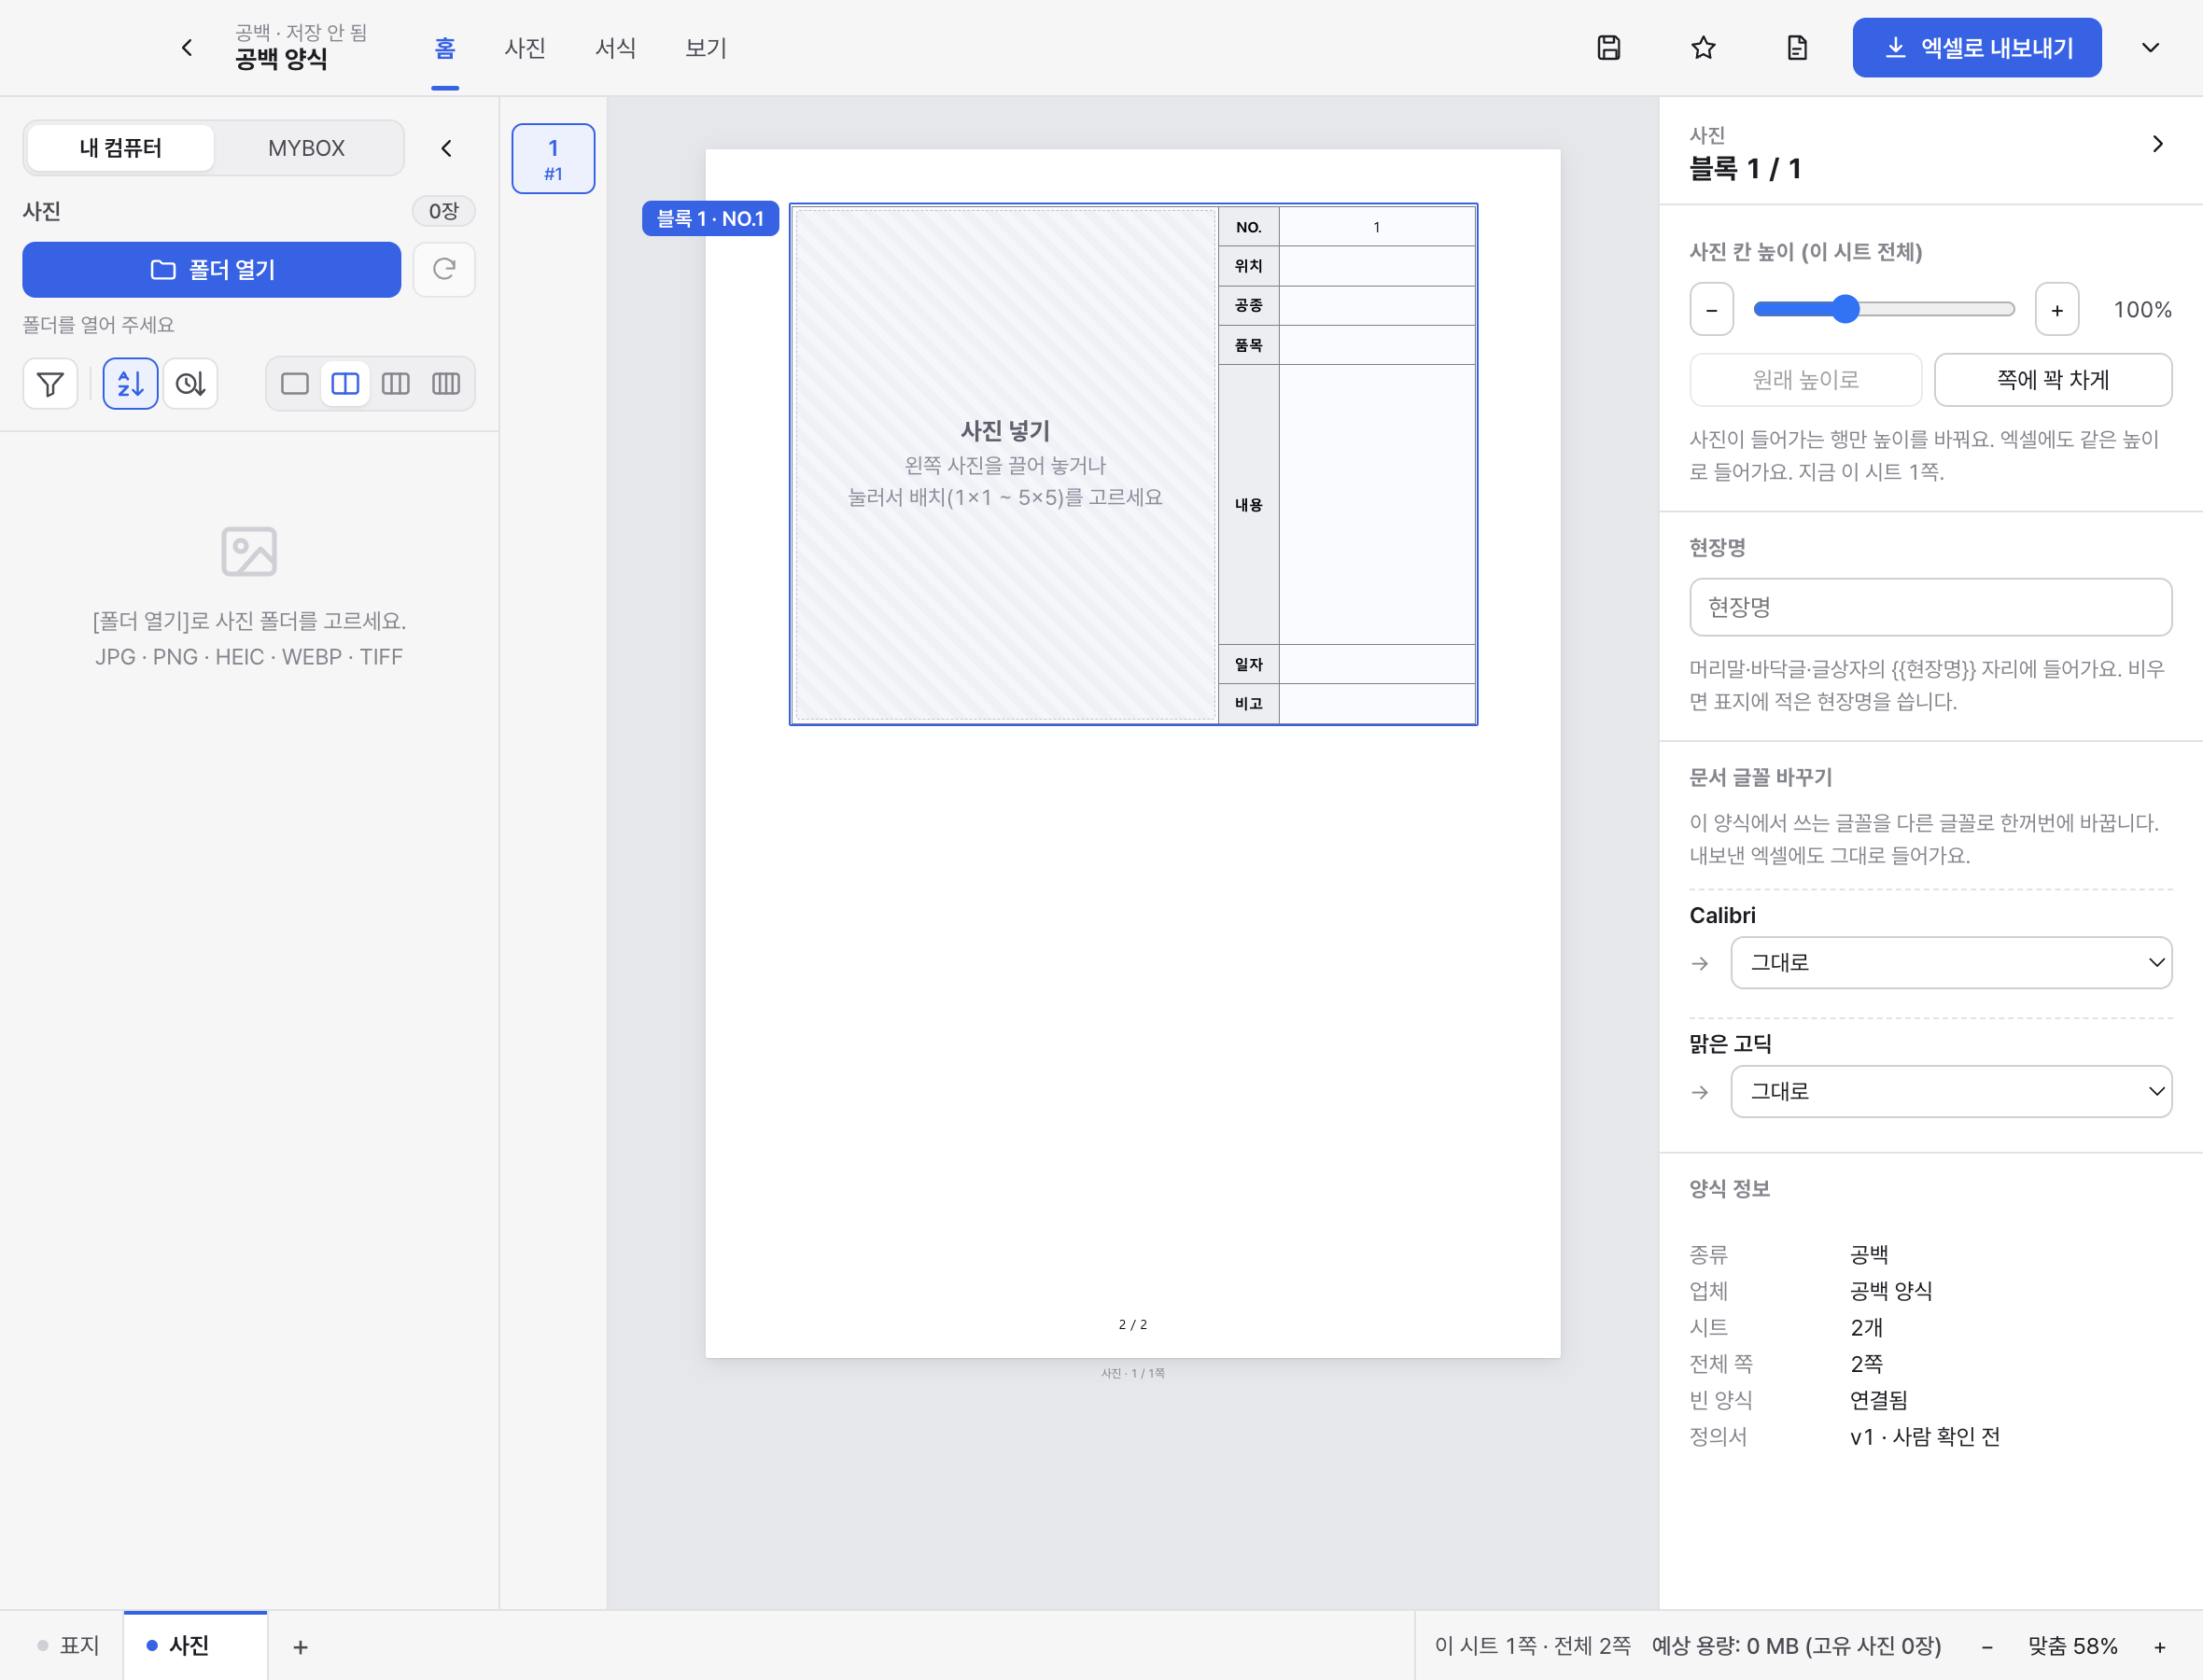 공백 · 저장 안 됨
공백 양식
홈
사진
서식
보기
엑셀로 내보내기
내 컴퓨터
MYBOX
사진
0장
폴더 열기
폴더를 열어 주세요
[폴더 열기]로 사진 폴더를 고르세요.
JPG · PNG · HEIC · WEBP · TIFF
1
#1
블록 1 · NO.1
사진 넣기
왼쪽 사진을 끌어 놓거나
눌러서 배치(1×1 ~ 5×5)를 고르세요
NO.
1
위치
공종
품목
내용
일자
비고
2 / 2
사진 · 1 / 1쪽
사진
블록 1 / 1
사진 칸 높이 (이 시트 전체)
−
+
100%
원래 높이로
쪽에 꽉 차게
사진이 들어가는 행만 높이를 바꿔요. 엑셀에도 같은 높이
로 들어가요. 지금 이 시트 1쪽.
현장명
현장명
머리말·바닥글·글상자의 {{현장명}} 자리에 들어가요. 비우
면 표지에 적은 현장명을 씁니다.
문서 글꼴 바꾸기
이 양식에서 쓰는 글꼴을 다른 글꼴로 한꺼번에 바꿉니다.
내보낸 엑셀에도 그대로 들어가요.
Calibri
→ 그대로
맑은 고딕
→ 그대로
양식 정보
종류 공백
업체 공백 양식
시트 2개
전체 쪽 2쪽
빈 양식 연결됨
정의서 v1 · 사람 확인 전
표지
사진
+
이 시트 1쪽 · 전체 2쪽
예상 용량: 0 MB (고유 사진 0장)
−
맞춤 58%
+